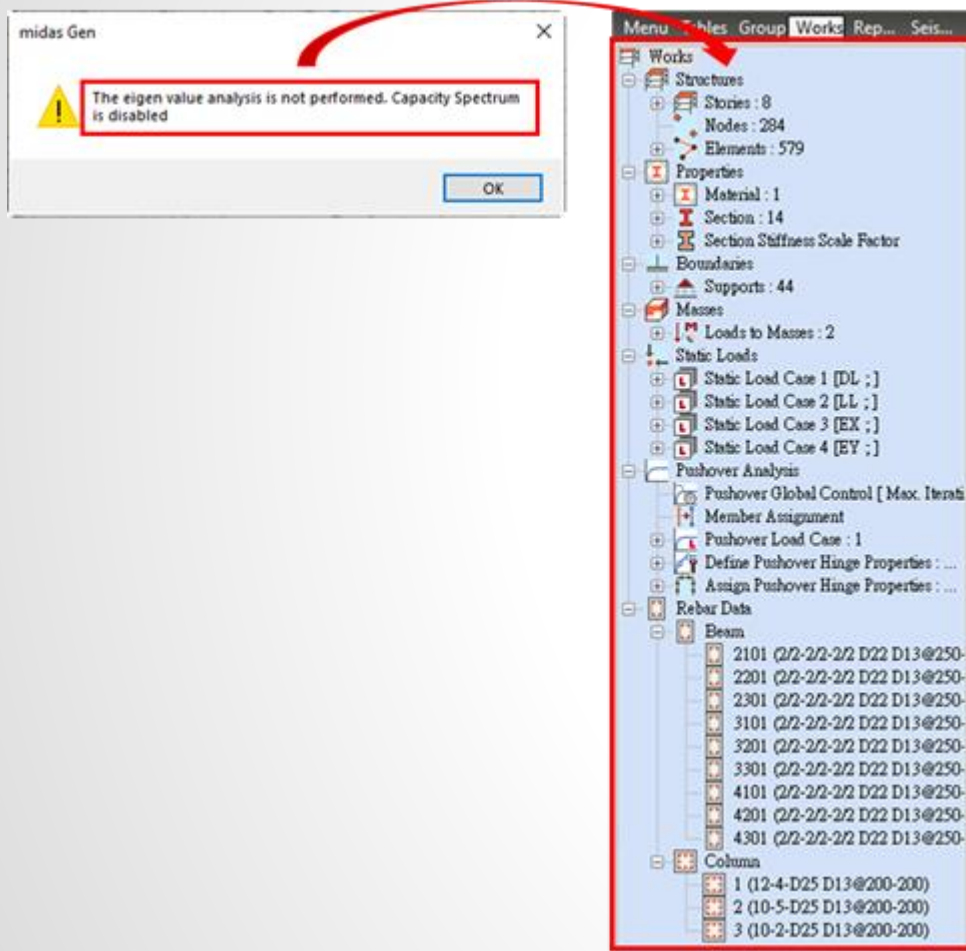 midas Gen
The eigen value analysis is not performed. Capacity Spectrum
is disabled
OK
Menu Tables Group Works Rep... Seis...
Works
Structures
Stories : 8
Nodes : 284
Elements : 579
Properties
Material : 1
Section : 14
Section Stiffness Scale Factor
Boundaries
Supports : 44
Masses
Loads to Masses : 2
Static Loads
Static Load Case 1 [DL ; ]
Static Load Case 2 [LL ; ]
Static Load Case 3 [EX ; ]
Static Load Case 4 [EY ; ]
Pushover Analysis
Pushover Global Control [ Max. Iterati
Member Assignment
Pushover Load Case : 1
Define Pushover Hinge Properties : ...
Assign Pushover Hinge Properties : ...
Rebar Data
Beam
2101 (2/2-2/2-2/2 D22 D13@250-
2201 (2/2-2/2-2/2 D22 D13@250-
2301 (2/2-2/2-2/2 D22 D13@250-
3101 (2/2-2/2-2/2 D22 D13@250-
3201 (2/2-2/2-2/2 D22 D13@250-
3301 (2/2-2/2-2/2 D22 D13@250-
4101 (2/2-2/2-2/2 D22 D13@250-
4201 (2/2-2/2-2/2 D22 D13@250-
4301 (2/2-2/2-2/2 D22 D13@250-
Column
1 (12-4-D25 D13@200-200)
2 (10-5-D25 D13@200-200)
3 (10-2-D25 D13@200-200)